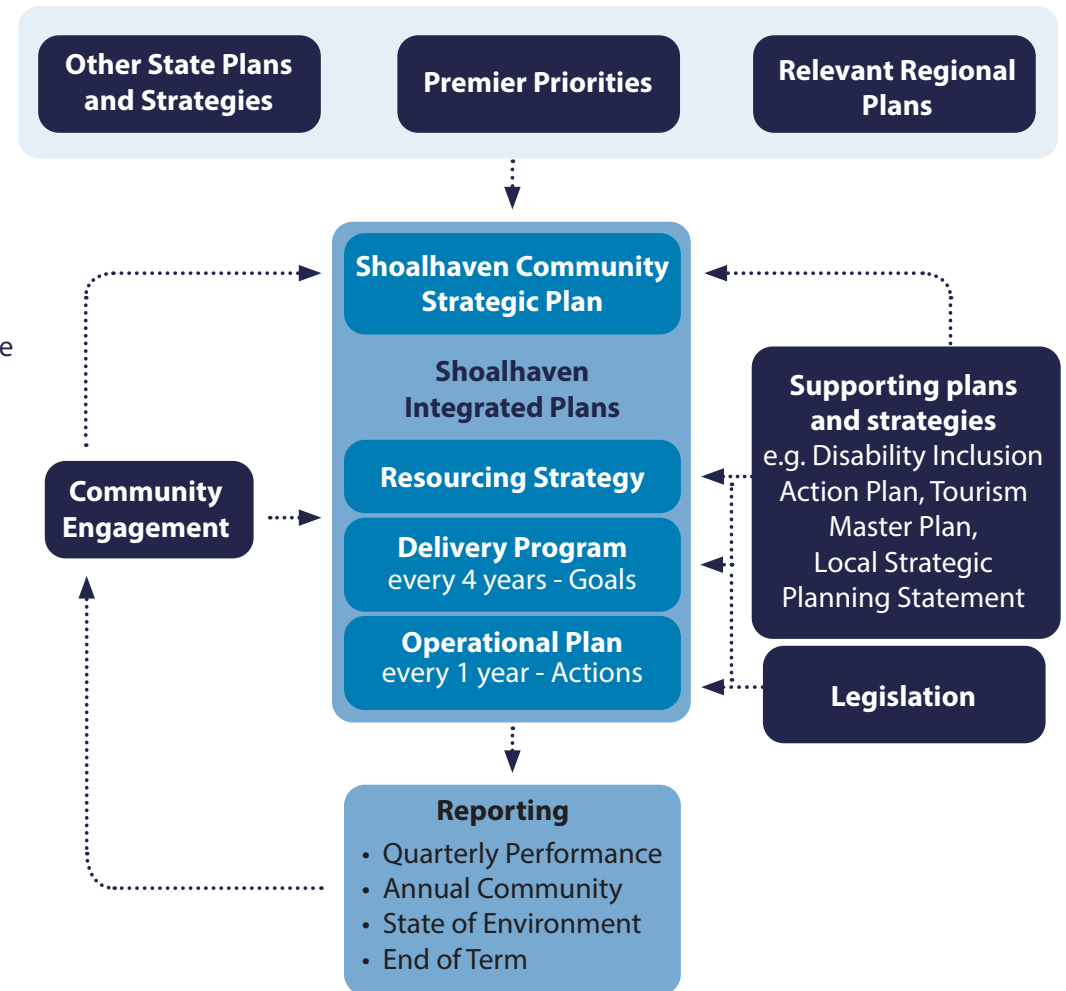 Other State Plans
and Strategies
Premier Priorities
Relevant Regional
Plans
Shoalhaven Community
Strategic Plan
Shoalhaven
Integrated Plans
e
Resourcing Strategy
Delivery Program
every 4 years - Goals
Operational Plan
every 1 year - Actions
Community
Engagement
Supporting plans
and strategies
e.g. Disability Inclusion
Action Plan, Tourism
Master Plan,
Local Strategic
Planning Statement
Legislation
Reporting
• Quarterly Performance
• Annual Community
• State of Environment
• End of Term